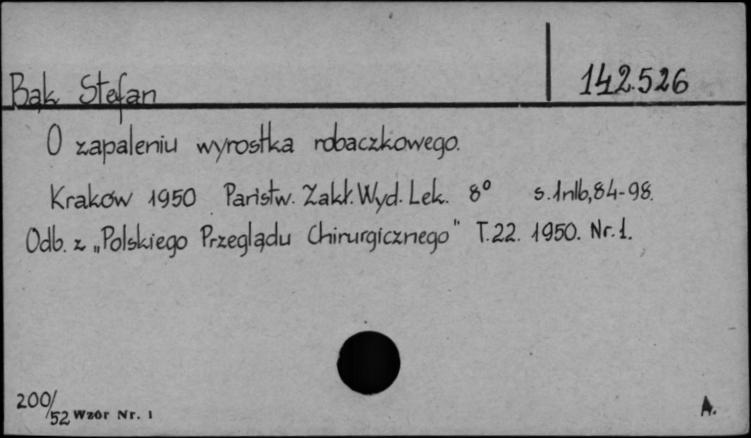 Bąk Stefan
142.526
O zapaleniu wyrostka robaczkowego.
Kraków 1950 Państw. Zakł. Wyd. Lek. 8° s. 1nlb, 84-98.
Odb. z „Polskiego Przeglądu Chirurgicznego" T. 22. 1950. Nr. 1.
200/52 Wzór Nr. 1
A.